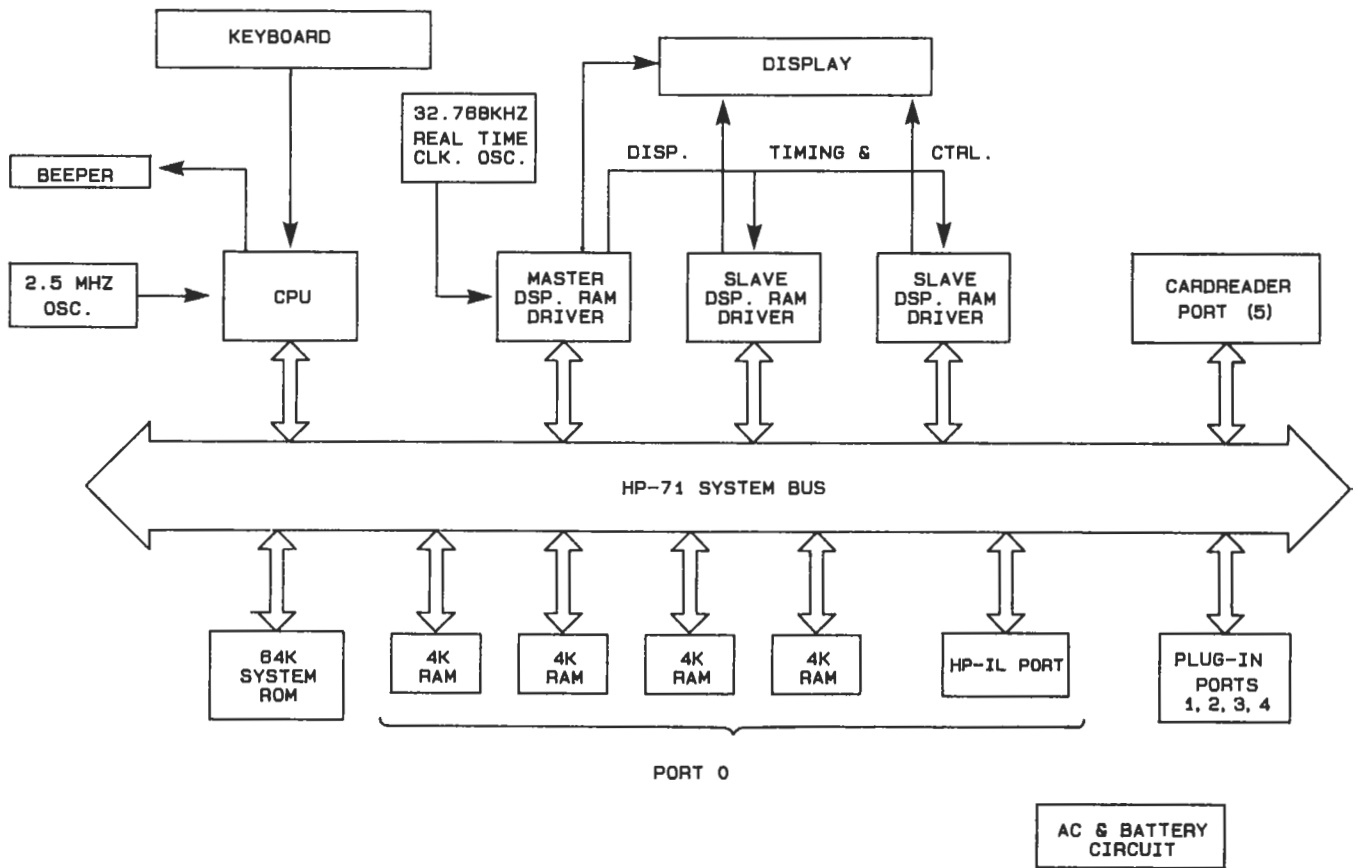 KEYBOARD
DISPLAY
32.768KHZ
REAL TIME
CLK. OSC.
DISP. TIMING & CTRL.
BEEPER
2.5 MHZ
OSC.
CPU
MASTER
DSP. RAM
DRIVER
SLAVE
DSP. RAM
DRIVER
SLAVE
DSP. RAM
DRIVER
CARDREADER
PORT (5)
HP-71 SYSTEM BUS
64K
SYSTEM
ROM
4K
RAM
4K
RAM
4K
RAM
4K
RAM
HP-IL PORT
PLUG-IN
PORTS
1, 2, 3, 4
PORT 0
AC & BATTERY
CIRCUIT